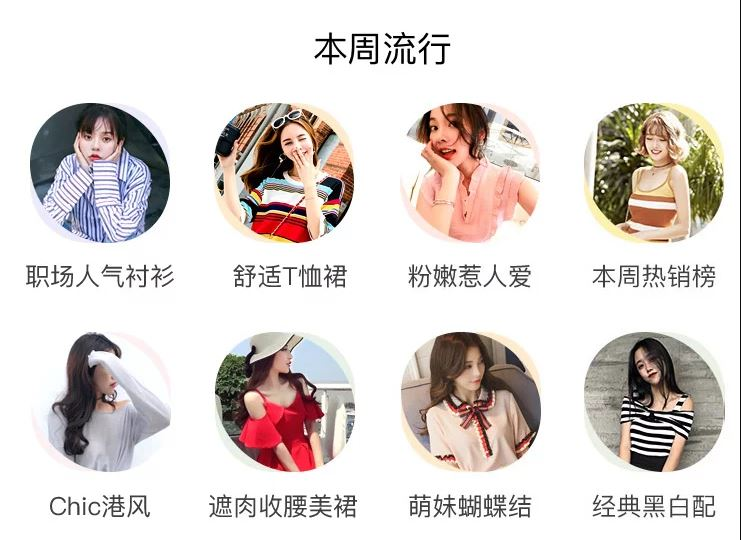 本周流行
职场人气衬衫
舒适T恤裙
粉嫩惹人爱
本周热销榜
Chic港风
遮肉收腰美裙
萌妹蝴蝶结
经典黑白配